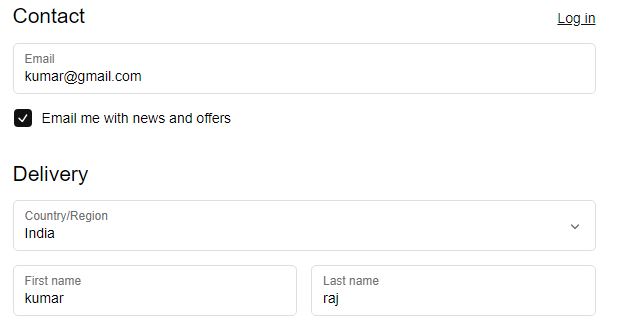 Contact
Log in
Email
kumar@gmail.com
Email me with news and offers
Delivery
Country/Region
India
First name
kumar
Last name
raj